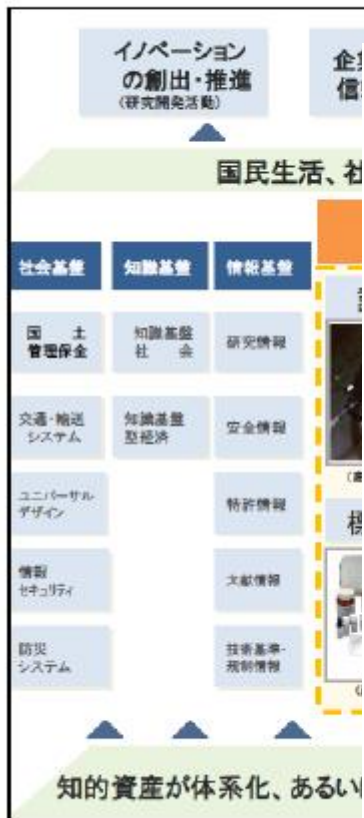 イノベーション
の創出・推進
(研究開発活動)
企業
信
国民生活、社
社会基盤
知識基盤
情報基盤
国 土
管理保全
知識基盤
社 会
研究情報
交通・輸送
システム
知識基盤
型経済
安全情報
ユニバーサル
デザイン
特許情報
情報
セキュリティ
文献情報
防災
システム
技術基準・
規制情報
標
知的資産が体系化、あるい